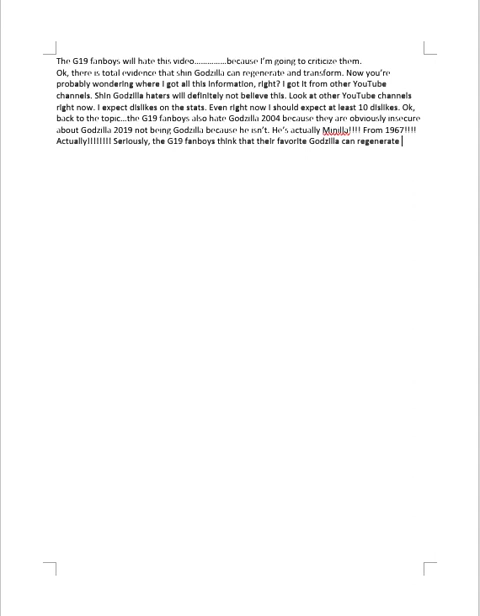 The G19 fanboys will hate this video...............because I'm going to criticize them.
Ok, there is total evidence that shin Godzilla can regenerate and transform. Now you're
probably wondering where I got all this information, right? I got it from other YouTube
channels. Shin Godzilla haters will definitely not believe this. Look at other YouTube channels
right now. I expect dislikes on the stats. Even right now I should expect at least 10 dislikes. Ok,
back to the topic...the G19 fanboys also hate Godzilla 2004 because they are obviously insecure
about Godzilla 2019 not being Godzilla because he isn't. He's actually Minilla!!!! From 1967!!!!
Actually!!!!!!!!! Seriously, the G19 fanboys think that their favorite Godzilla can regenerate